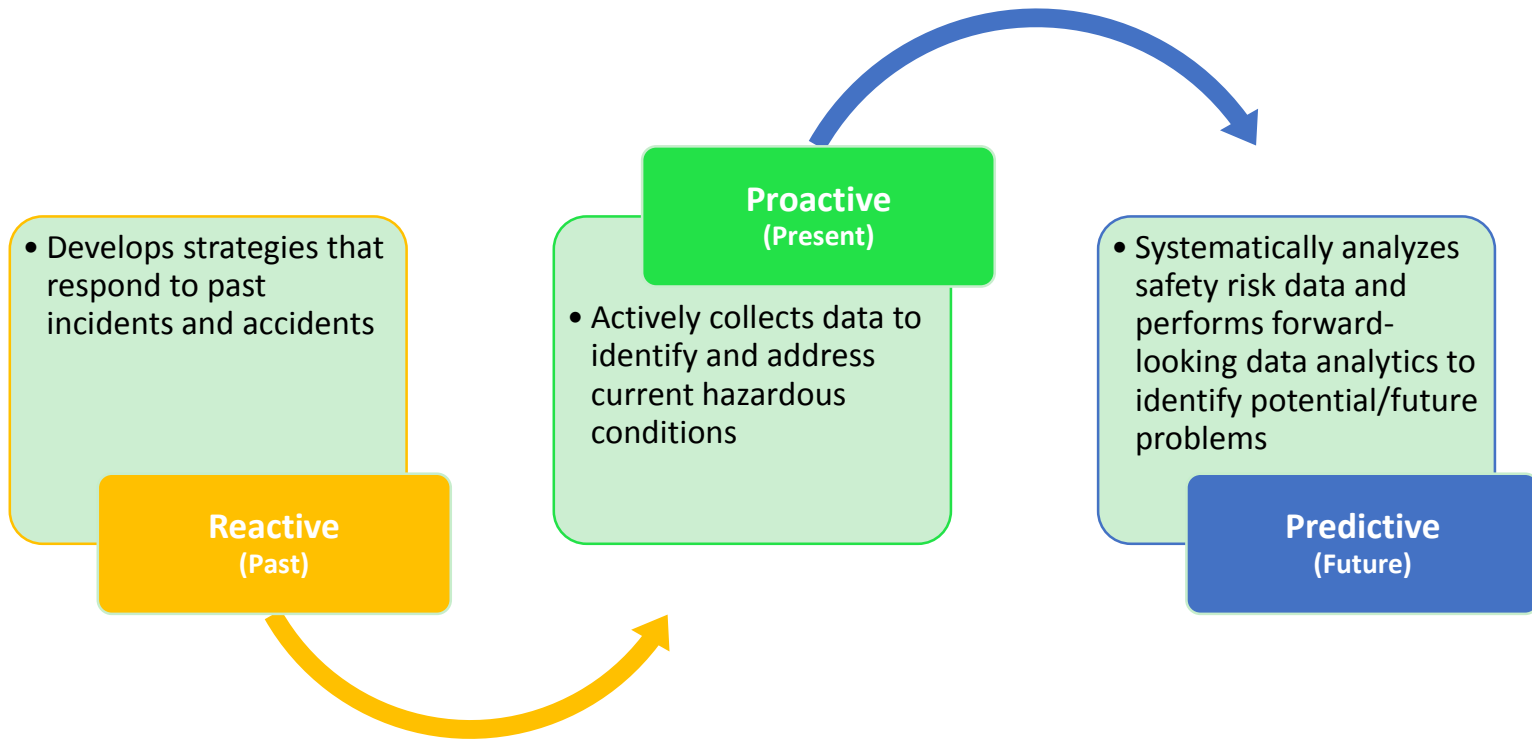 • Develops strategies that
respond to past
incidents and accidents
Reactive
(Past)
Proactive
(Present)
• Actively collects data to
identify and address
current hazardous
conditions
• Systematically analyzes
safety risk data and
performs forward-
looking data analytics to
identify potential/future
problems
Predictive
(Future)